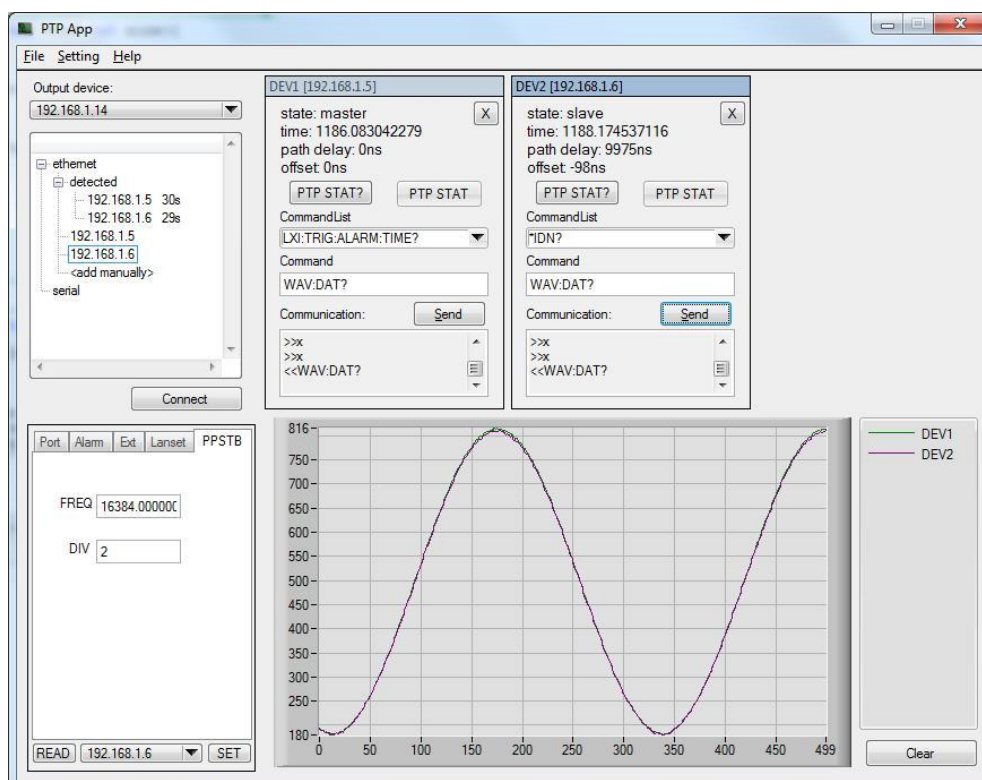 PTP App
File Setting Help
Output device:
192.168.1.14
ethernet
detected
192.168.1.5 30s
192.168.1.6 29s
192.168.1.5
192.168.1.6
<add manually>
serial
Connect
DEV1 [192.168.1.5]
state: master
time: 1186.083042279
path delay: 0ns
offset: 0ns
X
PTP STAT? PTP STAT
CommandList
LXI:TRIG:ALARM:TIME?
Command
WAV:DAT?
Communication: Send
>>x
>>x
<<WAV:DAT?
DEV2 [192.168.1.6]
state: slave
time: 1188.174537116
path delay: 9975ns
offset: -98ns
X
PTP STAT? PTP STAT
CommandList
*IDN?
Command
WAV:DAT?
Communication: Send
>>x
>>x
<<WAV:DAT?
Port Alarm Ext Lanset PPSTB
FREQ 16384.000000
DIV 2
READ 192.168.1.6 SET
816
750
700
650
600
550
500
450
400
350
300
250
180
0 50 100 150 200 250 300 350 400 450 499
DEV1
DEV2
Clear